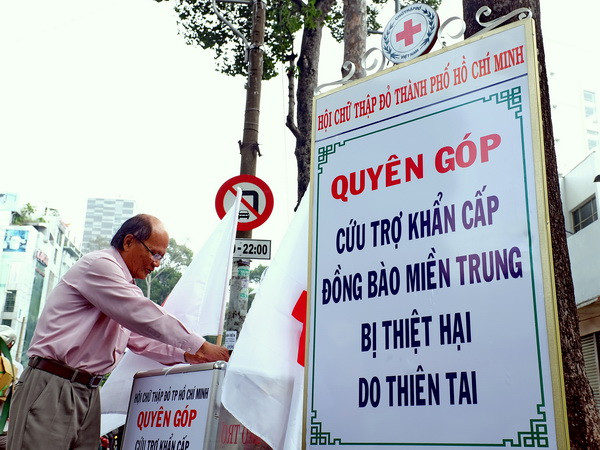 HỘI CHỮ THẬP ĐỎ THÀNH PHỐ HỒ CHÍ MINH
QUYÊN GÓP
CỨU TRỢ KHẨN CẤP
ĐỒNG BÀO MIỀN TRUNG
BỊ THIỆT HẠI
DO THIÊN TAI
- 22:00
HỘI CHỮ THẬP ĐỎ TP HỒ CHÍ MINH
QUYÊN GÓP
CỨU TRỢ KHẨN CẤP